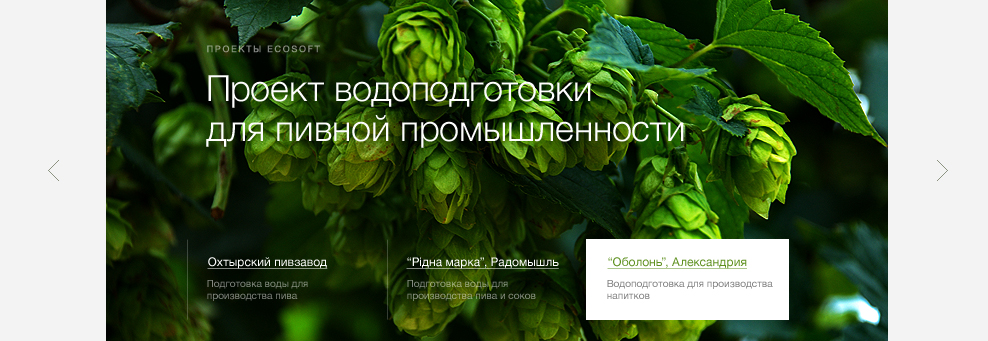 ПРОЕКТЫ ECOSOFT
Проект водоподготовки
для пивной промышленности
Охтырский пивзавод
Подготовка воды для
производства пива
“Рідна марка”, Радомышль
Подготовка воды для
производства пива и соков
“Оболонь”, Александрия
Водоподготовка для производства
напитков